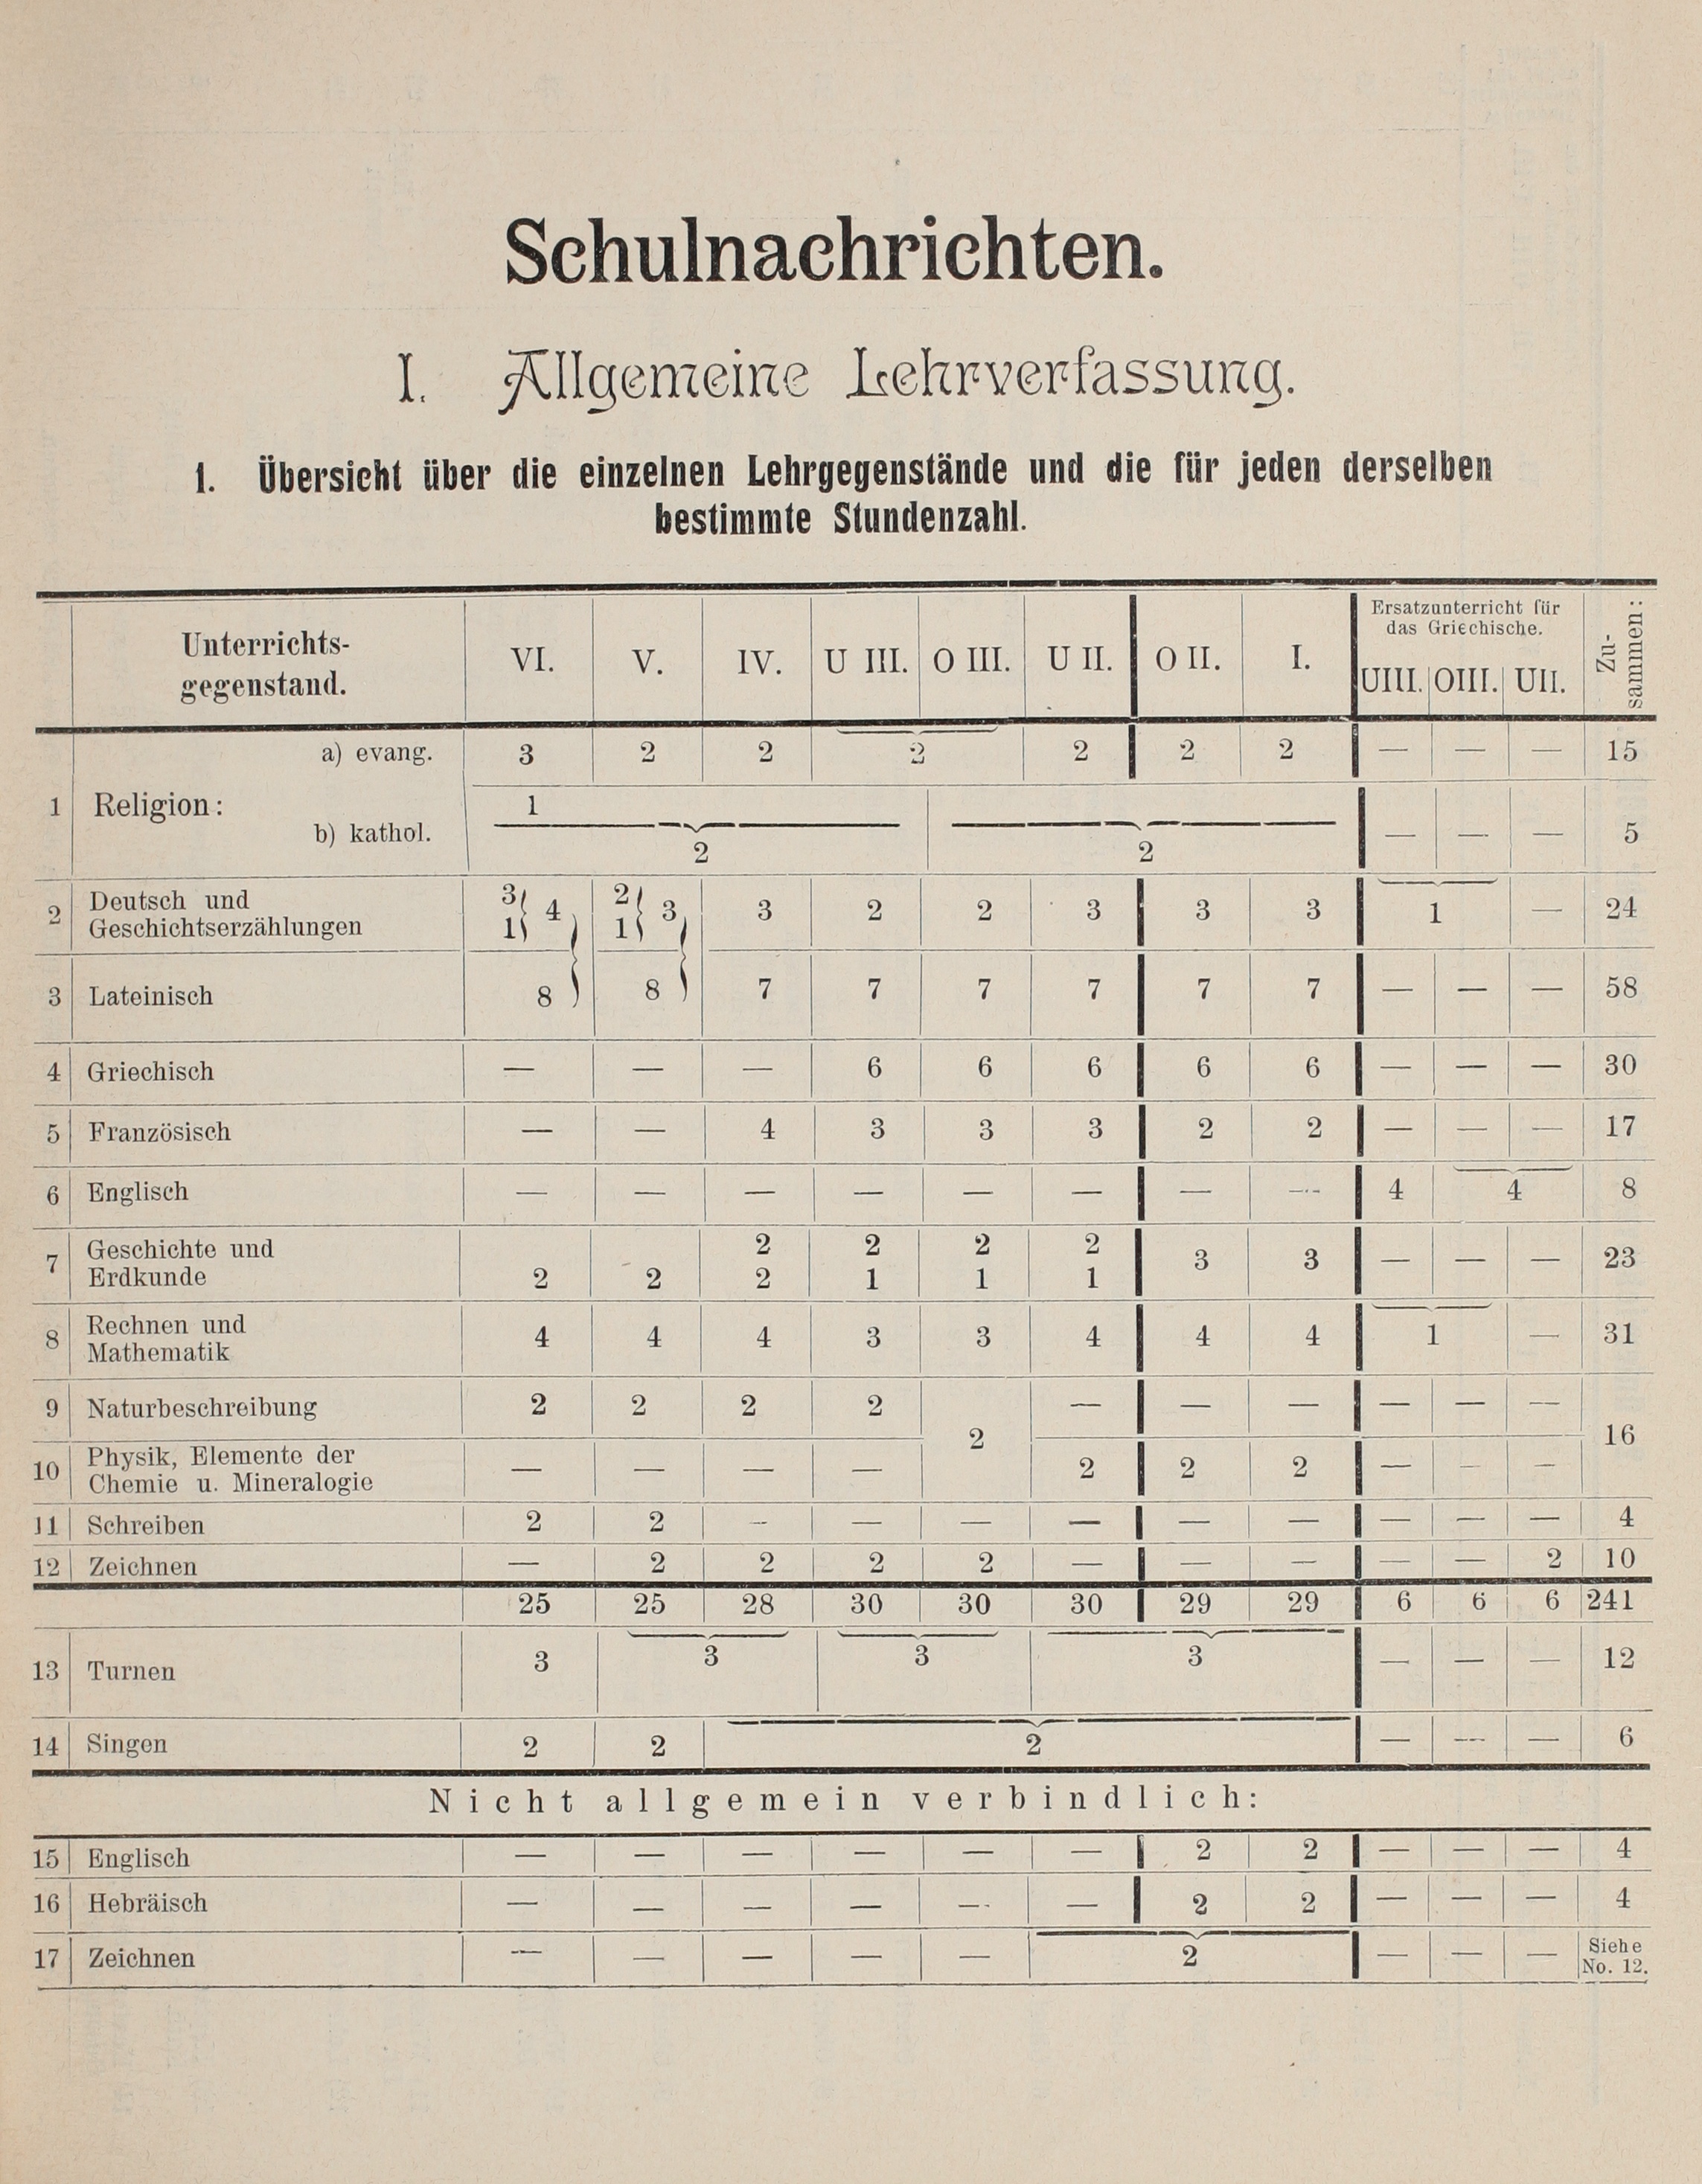 Schulnachrichten.
I. Allgemeine Lehrverfassung.
1. Übersicht über die einzelnen Lehrgegenstände und die für jeden derselben
bestimmte Stundenzahl.
Unterrichts-
gegenstand.
VI. V. IV. U III. O III. U II. O II. I.
Ersatzunterricht für
das Griechische.
UIII. OIII. UII.
Zu-
sammen:
a) evang. 3 2 2 2 2 2 2 — — — 15
1 Religion:
1
b) kathol. — — — 5
2 2
2 Deutsch und
Geschichtserzählungen
3 1 } 4 2 1 } 3 3 2 2 3 3 3 1 — 24
3 Lateinisch 8 8 7 7 7 7 7 7 — — — 58
4 Griechisch — — — 6 6 6 6 6 — — — 30
5 Französisch — — 4 3 3 3 2 2 — — — 17
6 Englisch — — — — — — — — 4 4 8
7 Geschichte und 2 2 2 2 3 3 — — — 23
Erdkunde 2 2 2 1 1 1
8 Rechnen und
Mathematik 4 4 4 3 3 4 4 4 1 — 31
9 Naturbeschreibung 2 2 2 2 — — — — — —
2 16
10 Physik, Elemente der
Chemie u. Mineralogie — — — — 2 2 2 — — —
11 Schreiben 2 2 — — — — — — — — — 4
12 Zeichnen — 2 2 2 2 — — — — — 2 10
25 25 28 30 30 30 29 29 6 6 6 241
13 Turnen 3 3 3 3 — — — 12
14 Singen 2 2 2 — — — 6
Nicht allgemein verbindlich:
15 Englisch — — — — — — 2 2 — — — 4
16 Hebräisch — — — — — — 2 2 — — — 4
17 Zeichnen — — — — — 2 — — — Siehe
No. 12.